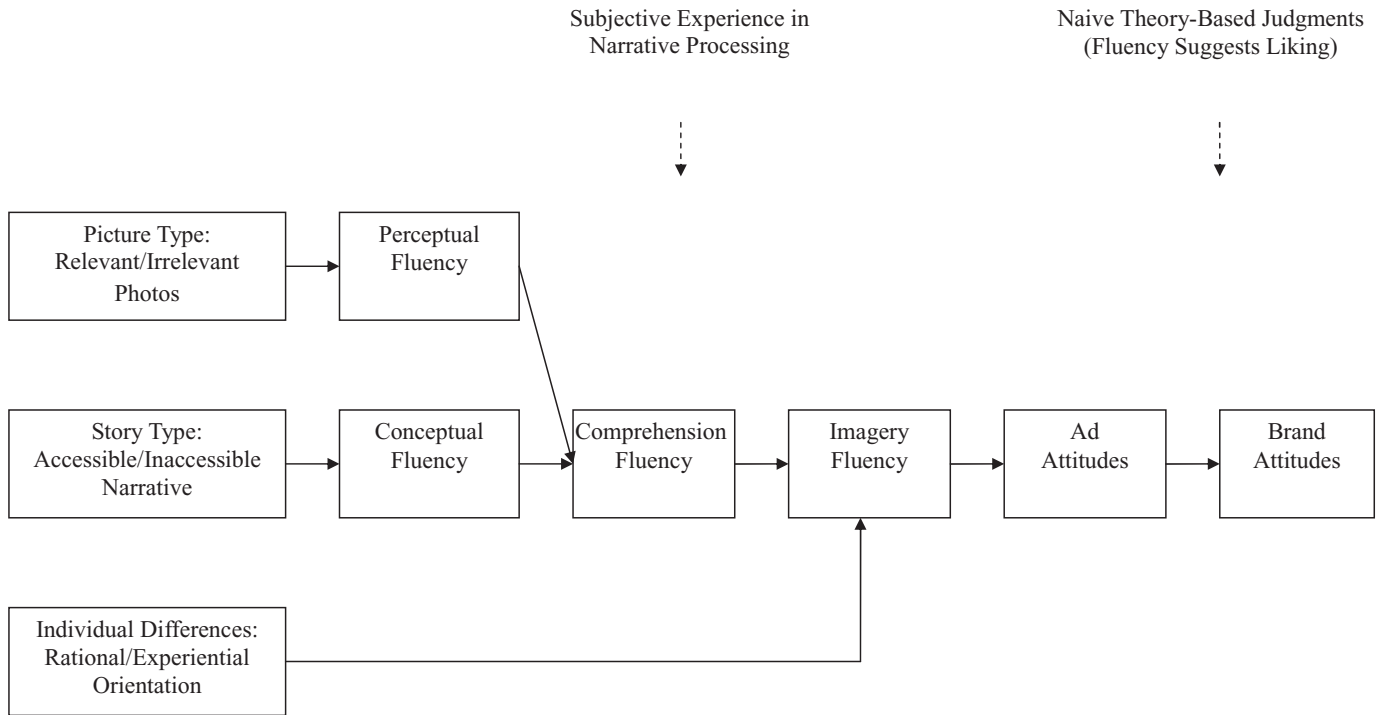 Subjective Experience in
Narrative Processing
Naive Theory-Based Judgments
(Fluency Suggests Liking)
Picture Type:
Relevant/Irrelevant
Photos
Perceptual
Fluency
Story Type:
Accessible/Inaccessible
Narrative
Conceptual
Fluency
Comprehension
Fluency
Imagery
Fluency
Ad
Attitudes
Brand
Attitudes
Individual Differences:
Rational/Experiential
Orientation